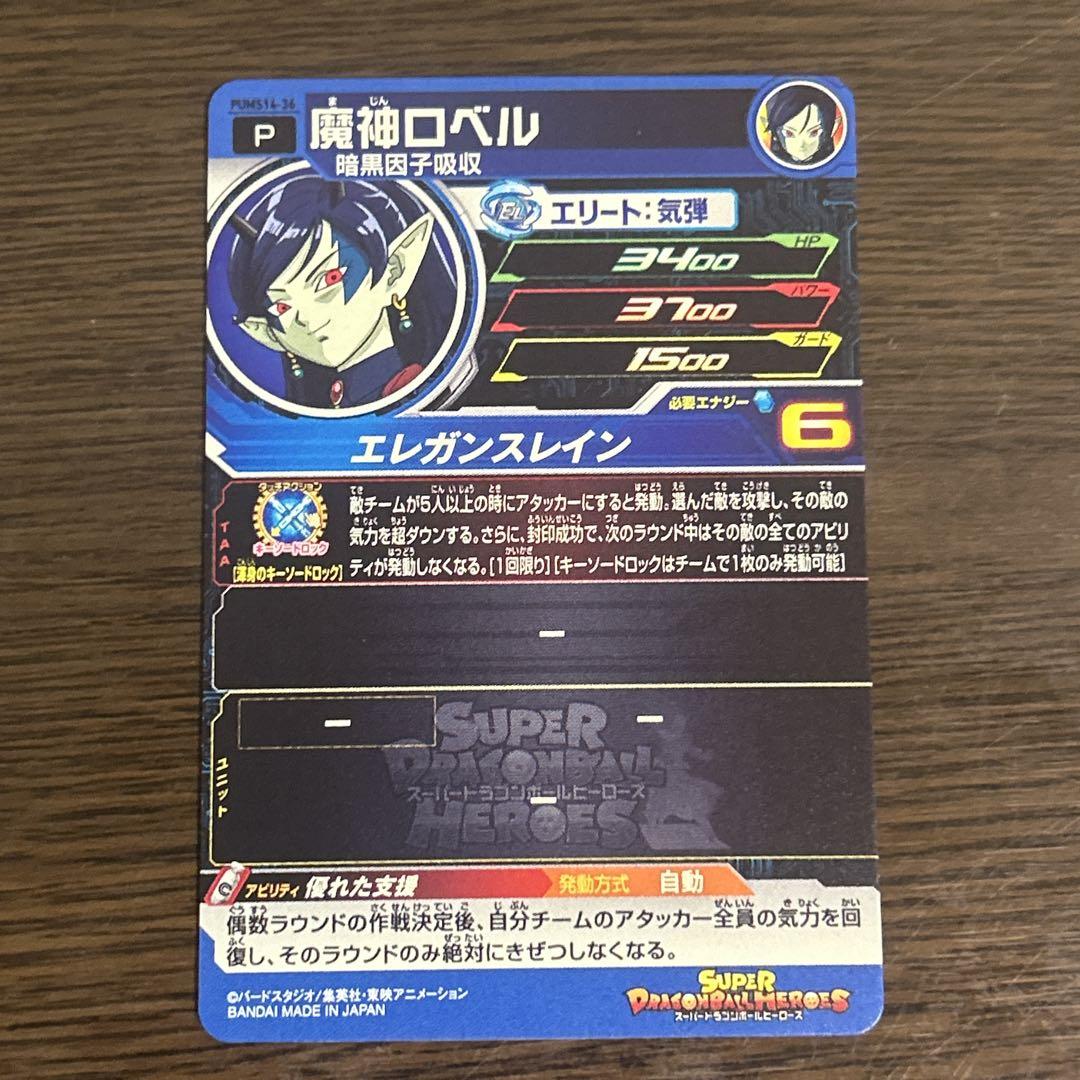 PUMS14-36
P
魔神ロベル
まじん
暗黒因子吸収
EL
エリート:気弾
HP
3400
パワー
3700
ガード
1500
必要エナジー
6
エレガンスレイン
タッチアクション
キーソードロック
TAA
[渾身のキーソードロック]
敵チームが5人以上の時にアタッカーにすると発動。選んだ敵を攻撃し、その敵の
気力を超ダウンする。さらに、封印成功で、次のラウンド中はその敵の全てのアビリ
ティが発動しなくなる。[1回限り][キーソードロックはチームで1枚のみ発動可能]
ー
ユニット
ー
ー
ー
SUPER
DRAGONBALL
スーパードラゴンボールヒーローズ
HEROES
アビリティ 優れた支援
発動方式 自動
偶数ラウンドの作戦決定後、自分チームのアタッカー全員の気力を回
復し、そのラウンドのみ絶対にきぜつしなくなる。
©バードスタジオ/集英社・東映アニメーション
BANDAI MADE IN JAPAN
SUPER
DRAGONBALL HEROES
スーパードラゴンボールヒーローズ